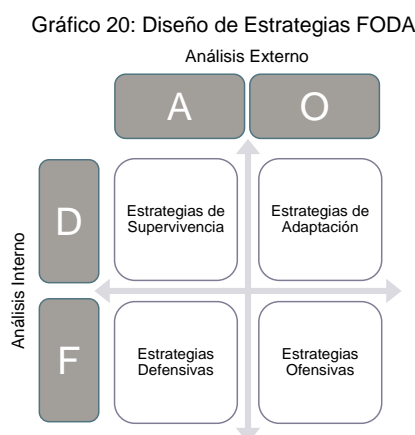 Gráfico 20: Diseño de Estrategias FODA
Análisis Externo
A
O
Análisis Interno
D
Estrategias de
Supervivencia
Estrategias de
Adaptación
F
Estrategias
Defensivas
Estrategias
Ofensivas